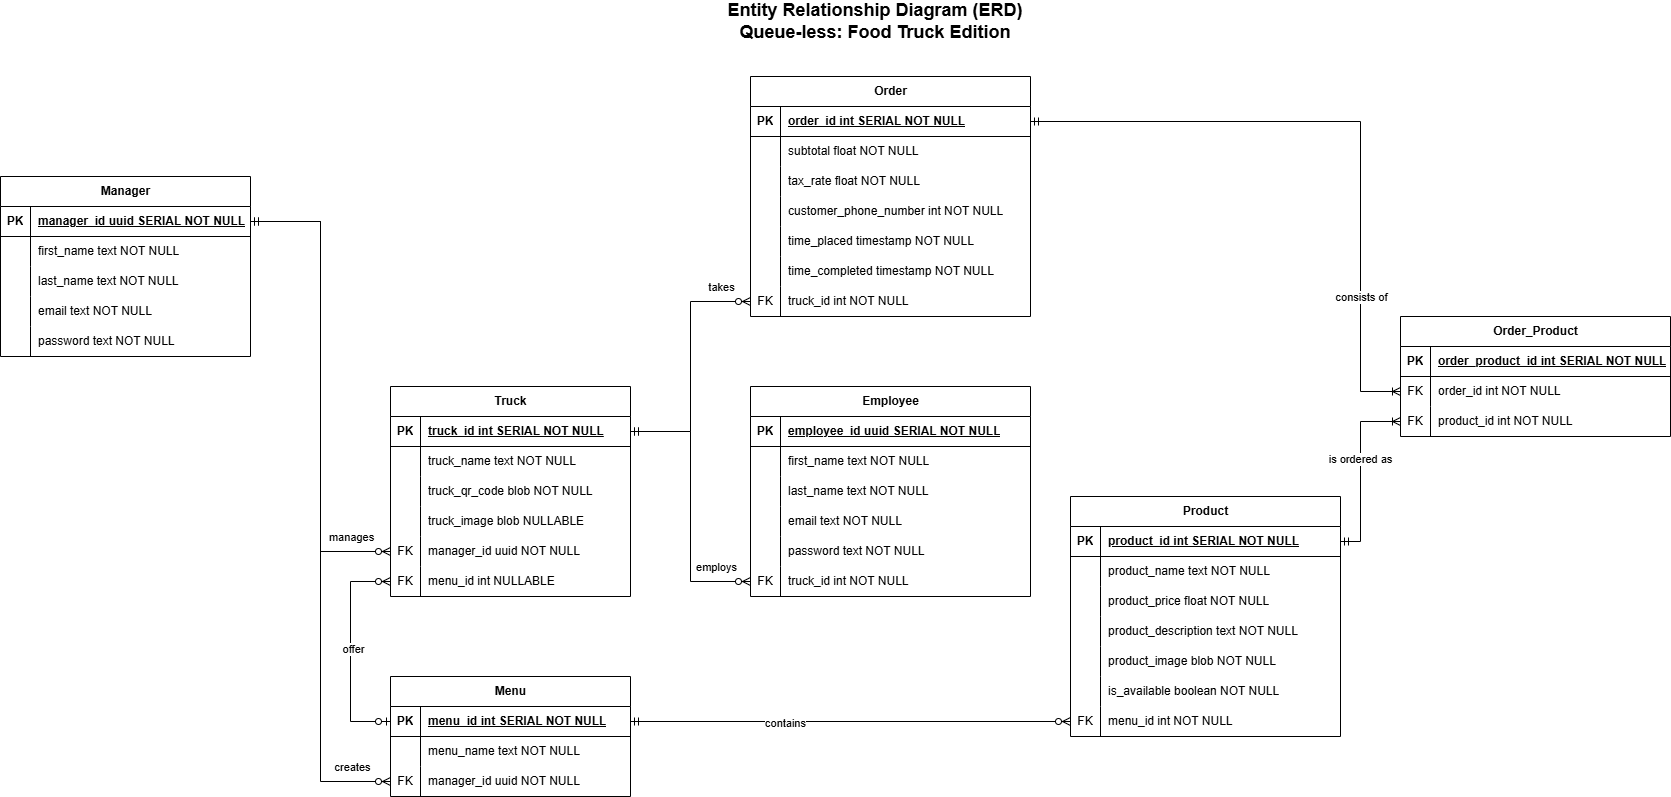 Entity Relationship Diagram (ERD)
Queue-less: Food Truck Edition
Order
PK order_id int SERIAL NOT NULL
subtotal float NOT NULL
tax_rate float NOT NULL
customer_phone_number int NOT NULL
time_placed timestamp NOT NULL
time_completed timestamp NOT NULL
FK truck_id int NOT NULL
Manager
PK manager_id uuid SERIAL NOT NULL
first_name text NOT NULL
last_name text NOT NULL
email text NOT NULL
password text NOT NULL
takes
consists of
Order_Product
PK order_product_id int SERIAL NOT NULL
FK order_id int NOT NULL
FK product_id int NOT NULL
Truck
PK truck_id int SERIAL NOT NULL
truck_name text NOT NULL
truck_qr_code blob NOT NULL
truck_image blob NULLABLE
FK manager_id uuid NOT NULL
FK menu_id int NULLABLE
Employee
PK employee_id uuid SERIAL NOT NULL
first_name text NOT NULL
last_name text NOT NULL
email text NOT NULL
password text NOT NULL
FK truck_id int NOT NULL
is ordered as
manages
employs
Product
PK product_id int SERIAL NOT NULL
product_name text NOT NULL
product_price float NOT NULL
product_description text NOT NULL
product_image blob NOT NULL
is_available boolean NOT NULL
FK menu_id int NOT NULL
offer
Menu
PK menu_id int SERIAL NOT NULL
menu_name text NOT NULL
FK manager_id uuid NOT NULL
contains
creates